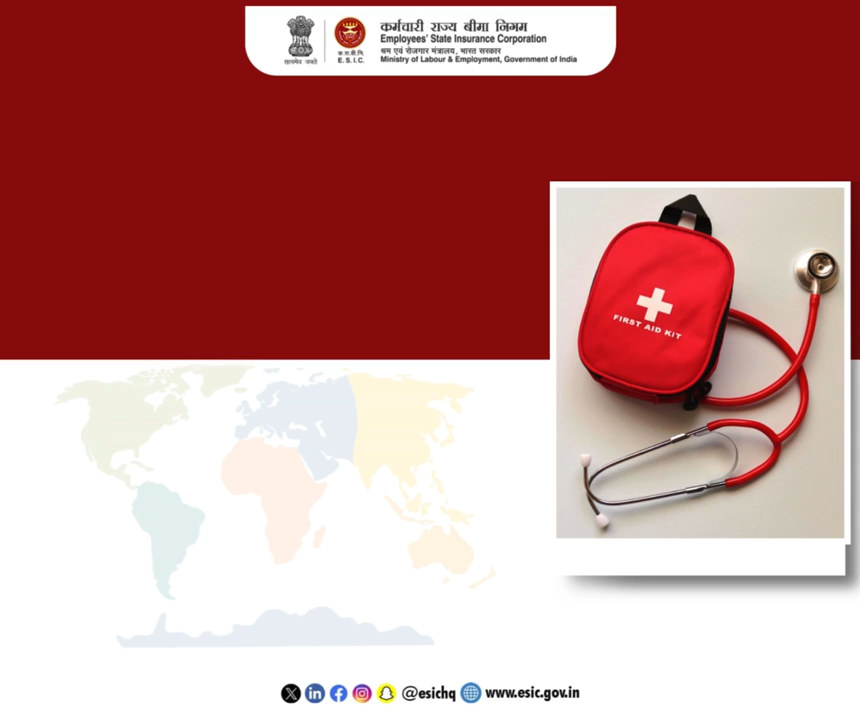 कर्मचारी राज्य बीमा निगम
Employees' State Insurance Corporation
श्रम एवं रोजगार मंत्रालय, भारत सरकार
Ministry of Labour & Employment, Government of India
सत्यमेव जयते
क.रा.बी.नि.
E.S.I.C.
FIRST AID KIT
@esichq www.esic.gov.in